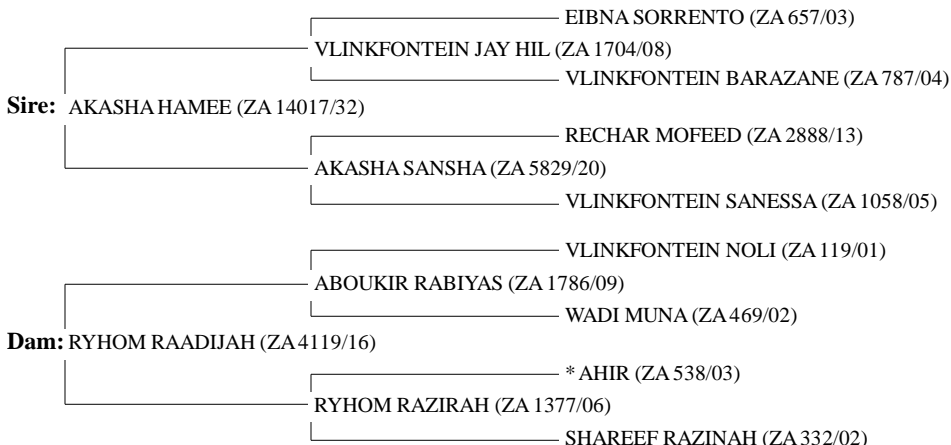 EIBNA SORRENTO (ZA 657/03)
VLINKFONTEIN JAY HIL (ZA 1704/08)
VLINKFONTEIN BARAZANE (ZA 787/04)
Sire: AKASHA HAMEE (ZA 14017/32)
RECHAR MOFEED (ZA 2888/13)
AKASHA SANSHA (ZA 5829/20)
VLINKFONTEIN SANESSA (ZA 1058/05)
VLINKFONTEIN NOLI (ZA 119/01)
ABOUKIR RABIYAS (ZA 1786/09)
WADI MUNA (ZA 469/02)
Dam: RYHOM RAADIJAH (ZA 4119/16)
* AHIR (ZA 538/03)
RYHOM RAZIRAH (ZA 1377/06)
SHAREEF RAZINAH (ZA 332/02)